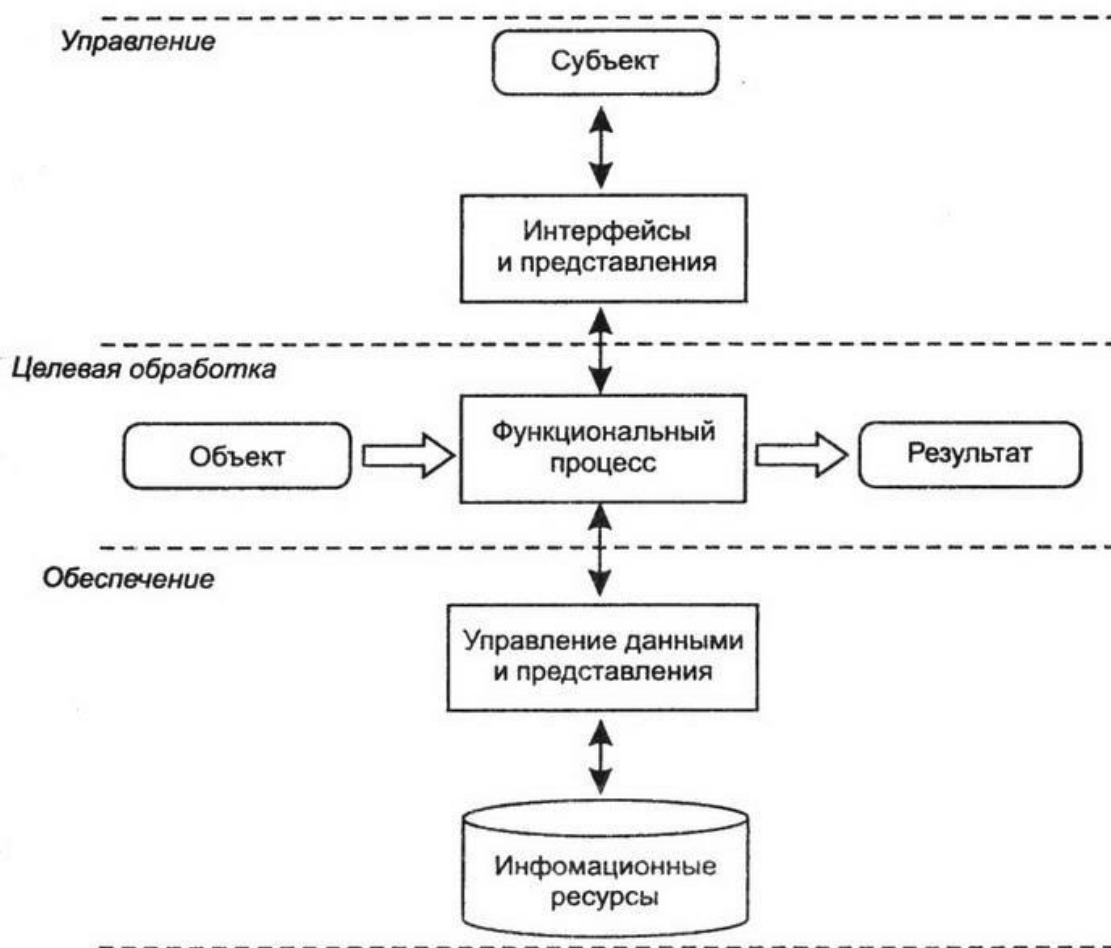 Управление
Субъект
Интерфейсы
и представления
Целевая обработка
Объект
Функциональный
процесс
Результат
Обеспечение
Управление данными
и представления
Инфомационные
ресурсы